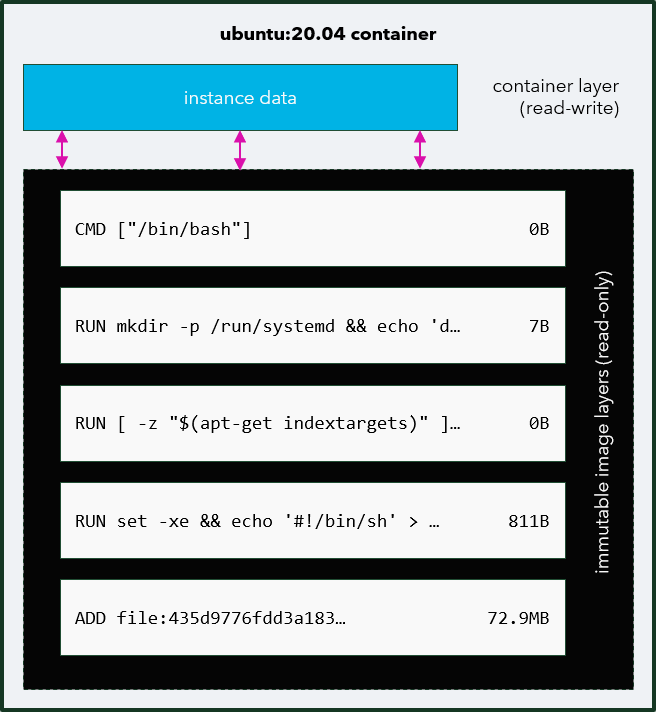 ubuntu:20.04 container
instance data
container layer
(read-write)
CMD ["/bin/bash"] 0B
RUN mkdir -p /run/systemd && echo 'd… 7B
RUN [ -z "$(apt-get indextargets)" ]… 0B
RUN set -xe && echo '#!/bin/sh' > … 811B
ADD file:435d9776fdd3a183… 72.9MB
immutable image layers (read-only)